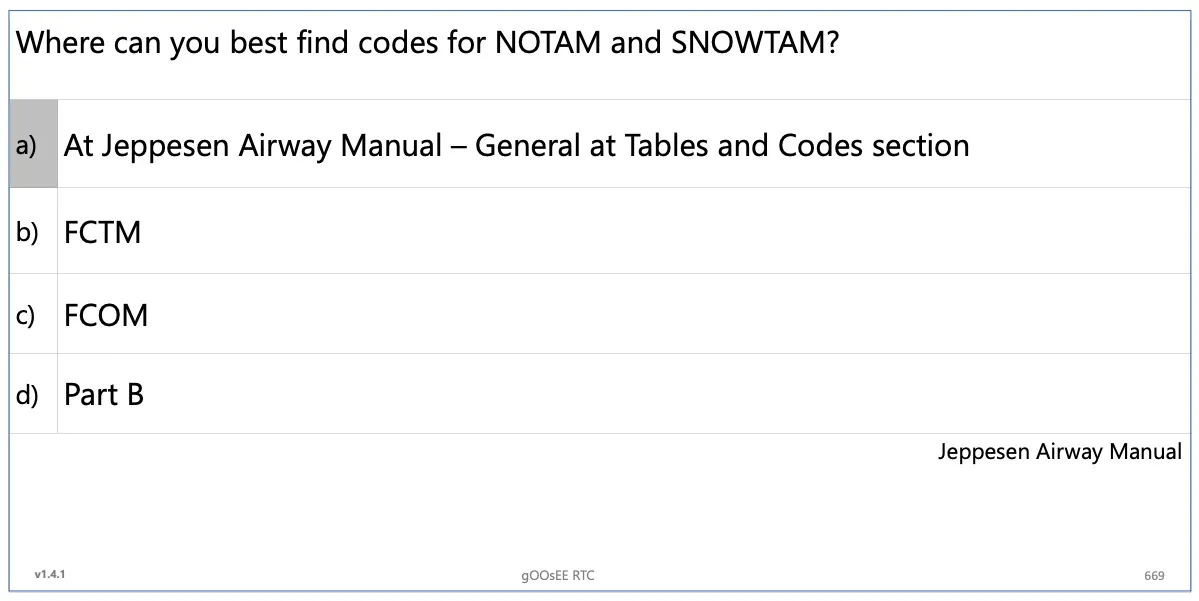 Where can you best find codes for NOTAM and SNOWTAM?
a) At Jeppesen Airway Manual – General at Tables and Codes section
b) FCTM
c) FCOM
d) Part B
Jeppesen Airway Manual
v1.4.1 gOOsEE RTC 669